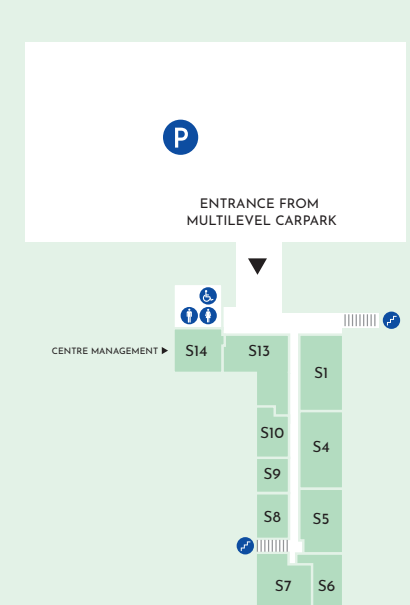 P
ENTRANCE FROM
MULTILEVEL CARPARK
CENTRE MANAGEMENT
S14
S13
S1
S10
S4
S9
S8
S5
S7
S6